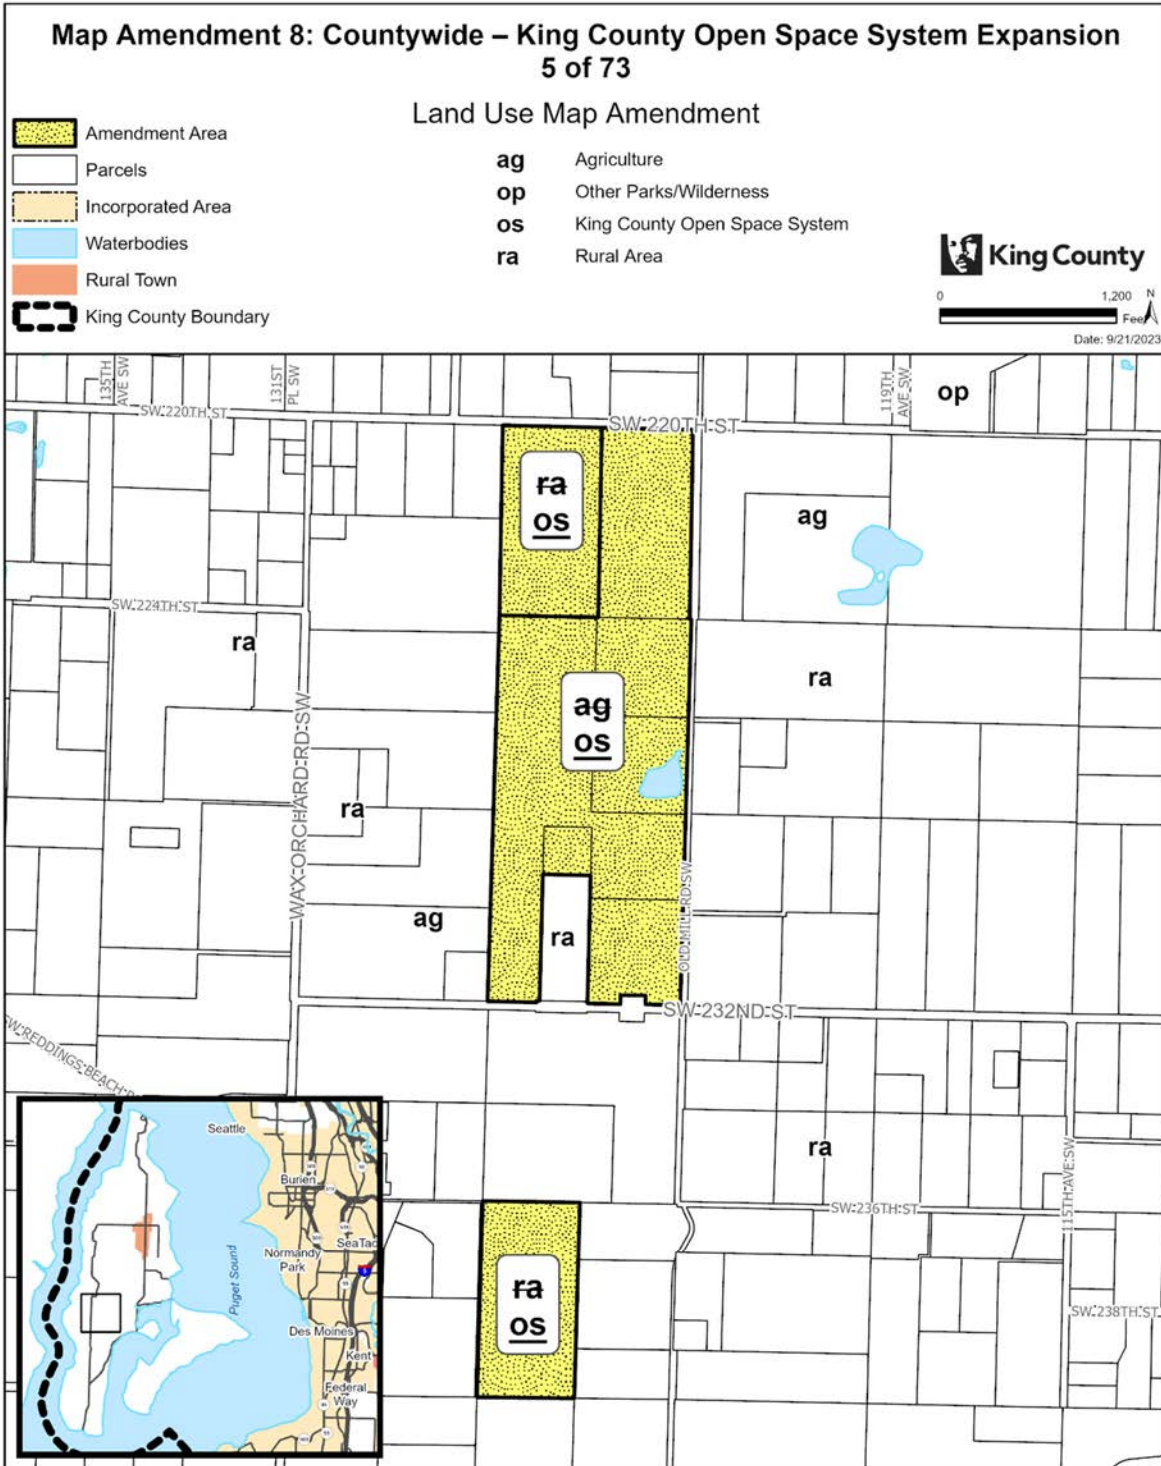 Map Amendment 8: Countywide – King County Open Space System Expansion
5 of 73
Land Use Map Amendment
Amendment Area
Parcels
Incorporated Area
Waterbodies
Rural Town
King County Boundary
ag Agriculture
op Other Parks/Wilderness
os King County Open Space System
ra Rural Area
King County
0 1,200 N
Feet
Date: 9/21/2023
135TH
AVE SW
131ST
PL SW
119TH
AVE SW
op
SW 220TH ST
SW 220TH ST
ra
os
ag
SW 224TH ST
ra
ra
ag
os
WAX ORCHARD RD SW
ra
OLD MILL RD SW
ag
ra
SW 232ND ST
SW REDDINGS BEACH
ra
115TH AVE SW
SW 236TH ST
SW 238TH ST
ra
os
Seattle
Burien
SeaTac
Normandy
Park
Puget Sound
Des Moines
Kent
Federal
Way